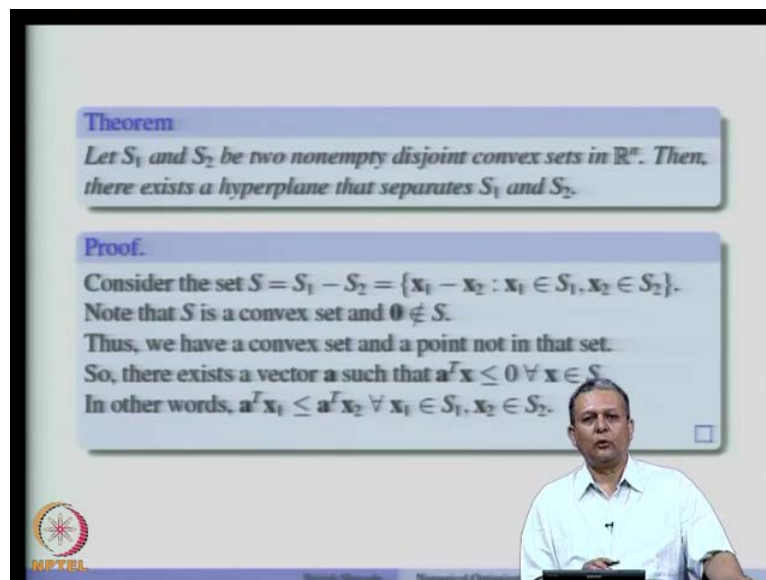 Theorem
Let S₁ and S₂ be two nonempty disjoint convex sets in ℝⁿ. Then,
there exists a hyperplane that separates S₁ and S₂.
Proof.
Consider the set S = S₁ − S₂ = {x₁ − x₂ : x₁ ∈ S₁, x₂ ∈ S₂}.
Note that S is a convex set and 0 ∉ S.
Thus, we have a convex set and a point not in that set.
So, there exists a vector a such that aᵀx ≤ 0 ∀ x ∈ S
In other words, aᵀx₁ ≤ aᵀx₂ ∀ x₁ ∈ S₁, x₂ ∈ S₂.
□
NPTEL
Numerical